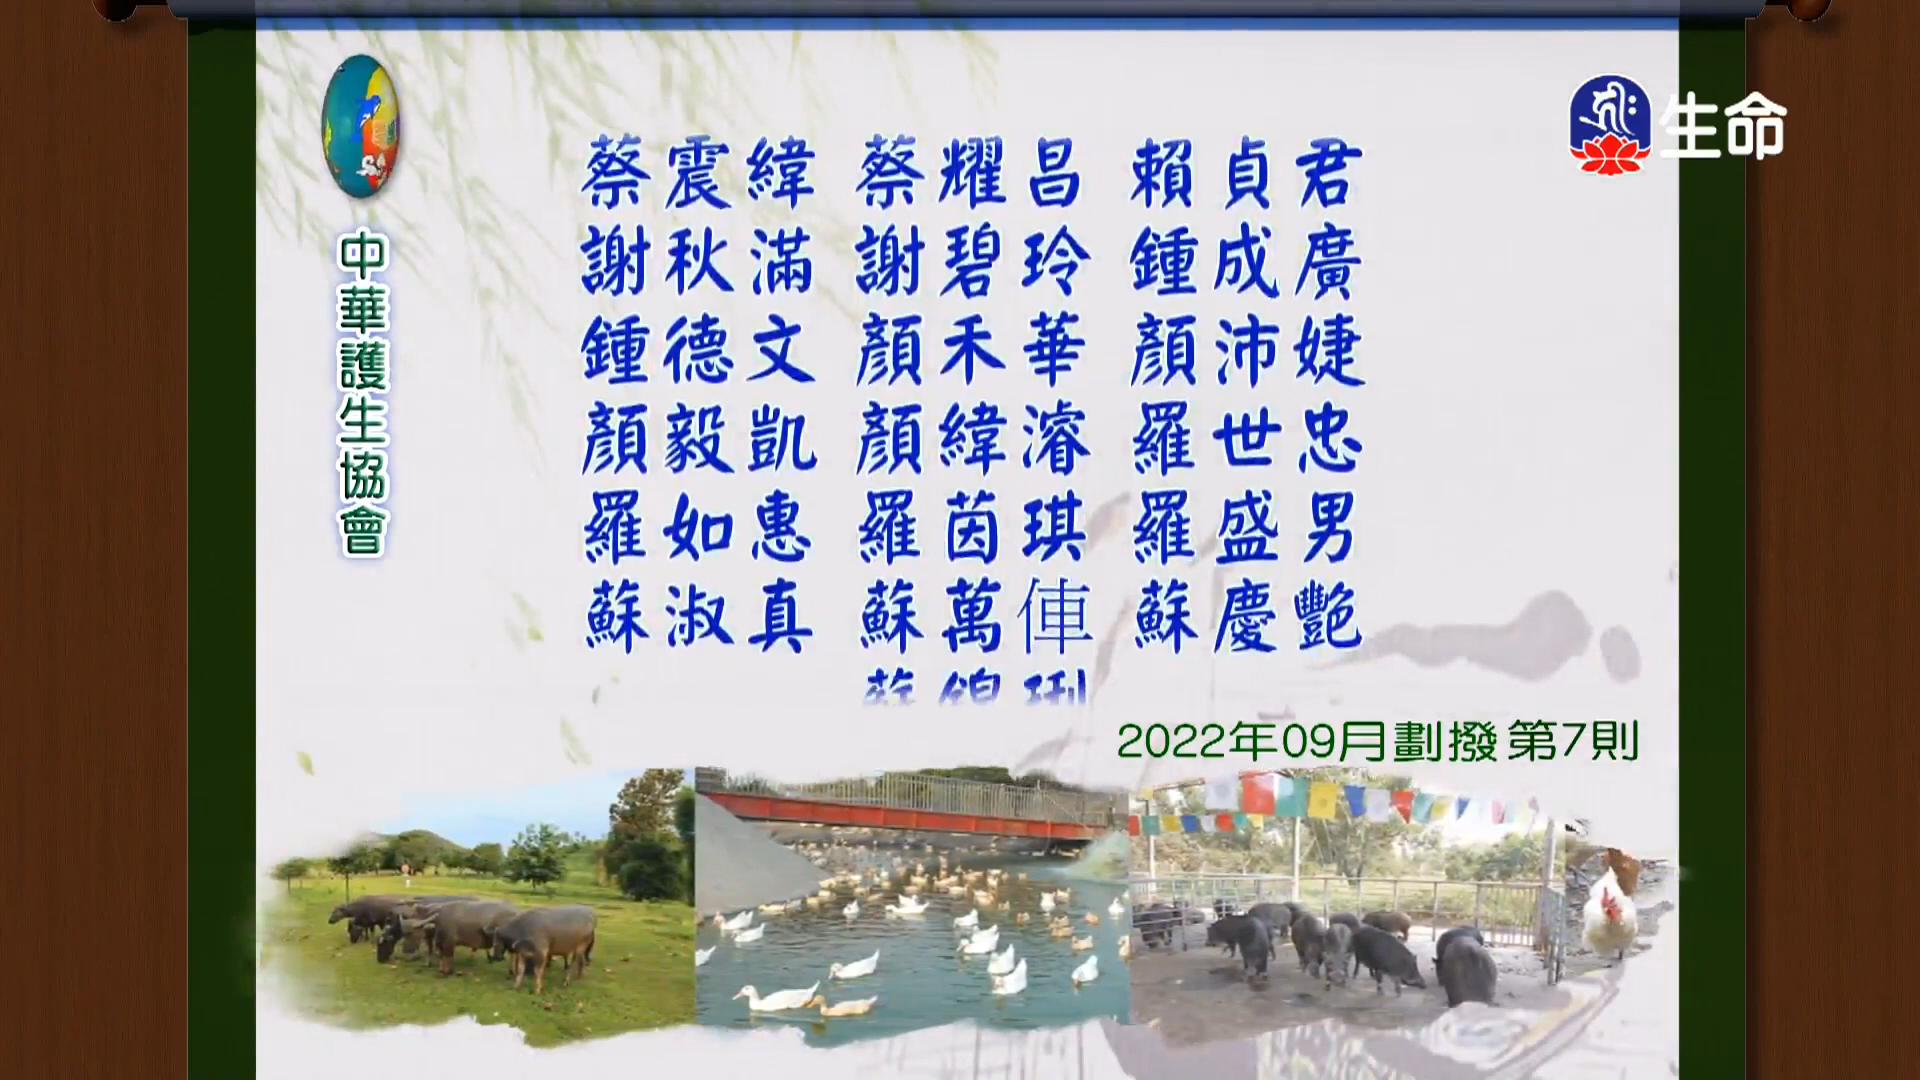 生命
中華護生協會
蔡震緯 蔡耀昌 賴貞君
謝秋滿 謝碧玲 鍾成廣
鍾德文 顏禾華 顏沛婕
顏毅凱 顏緯濬 羅世忠
羅如惠 羅茵琪 羅盛男
蘇淑真 蘇萬俥 蘇慶艷
2022年09月劃撥 第7則